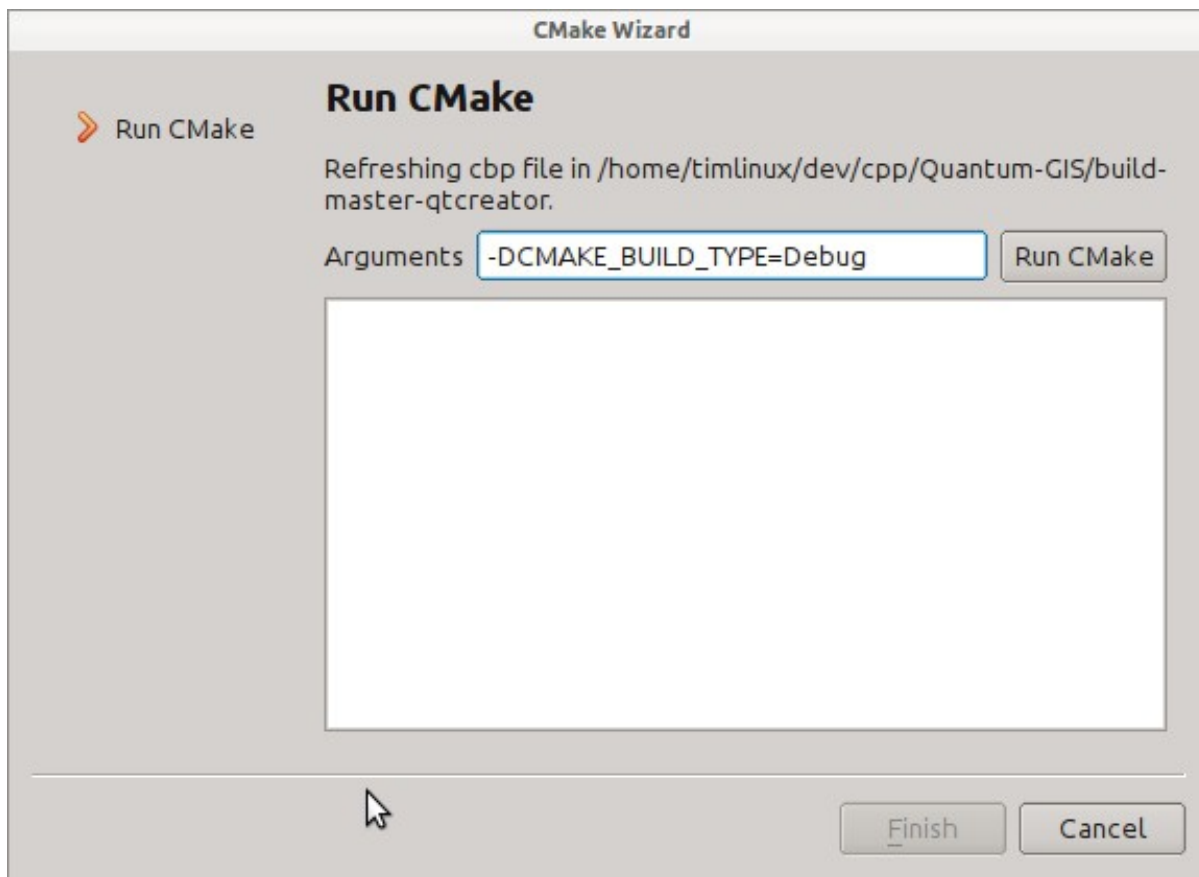 CMake Wizard
Run CMake
Run CMake
Refreshing cbp file in /home/timlinux/dev/cpp/Quantum-GIS/build-
master-qtcreator.
Arguments -DCMAKE_BUILD_TYPE=Debug Run CMake
Finish Cancel